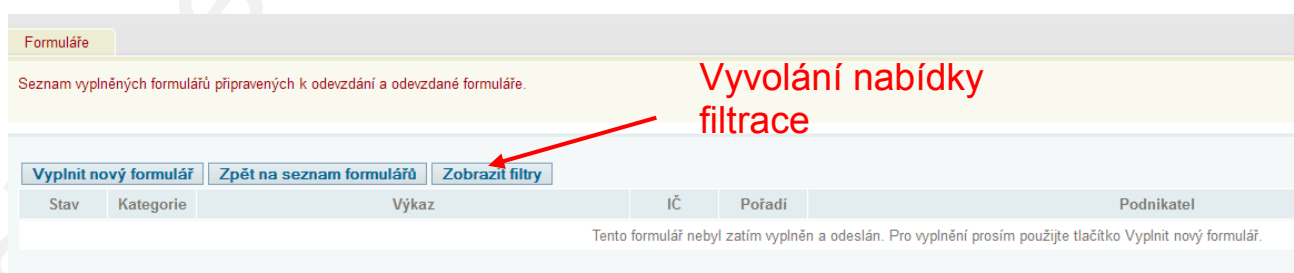 Formuláře
Seznam vyplněných formulářů připravených k odevzdání a odevzdané formuláře.
Vyvolání nabídky
filtrace
Vyplnit nový formulář Zpět na seznam formulářů Zobrazit filtry
Stav Kategorie Výkaz IČ Pořadí Podnikatel
Tento formulář nebyl zatím vyplněn a odeslán. Pro vyplnění prosím použijte tlačítko Vyplnit nový formulář.